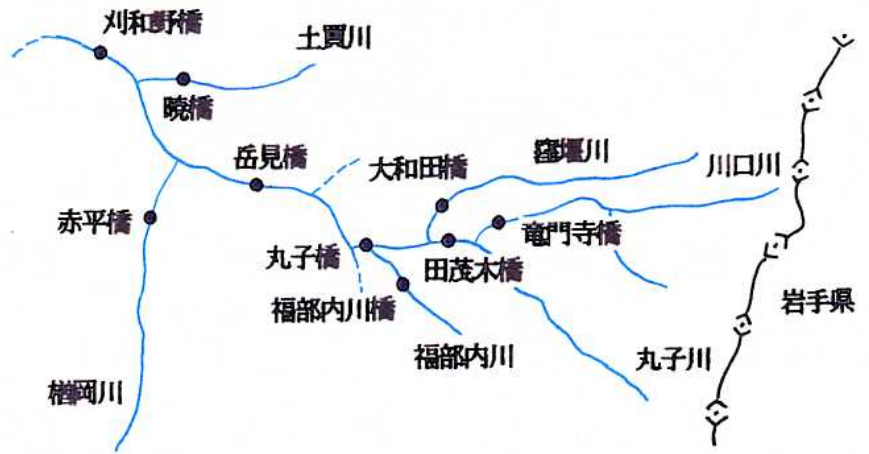 刈和野橋
土買川
暁橋
岳見橋
大和田橋
窪堰川
川口川
赤平橋
丸子橋
田茂木橋
竜門寺橋
福部内川橋
岩手県
福部内川
丸子川
楢岡川